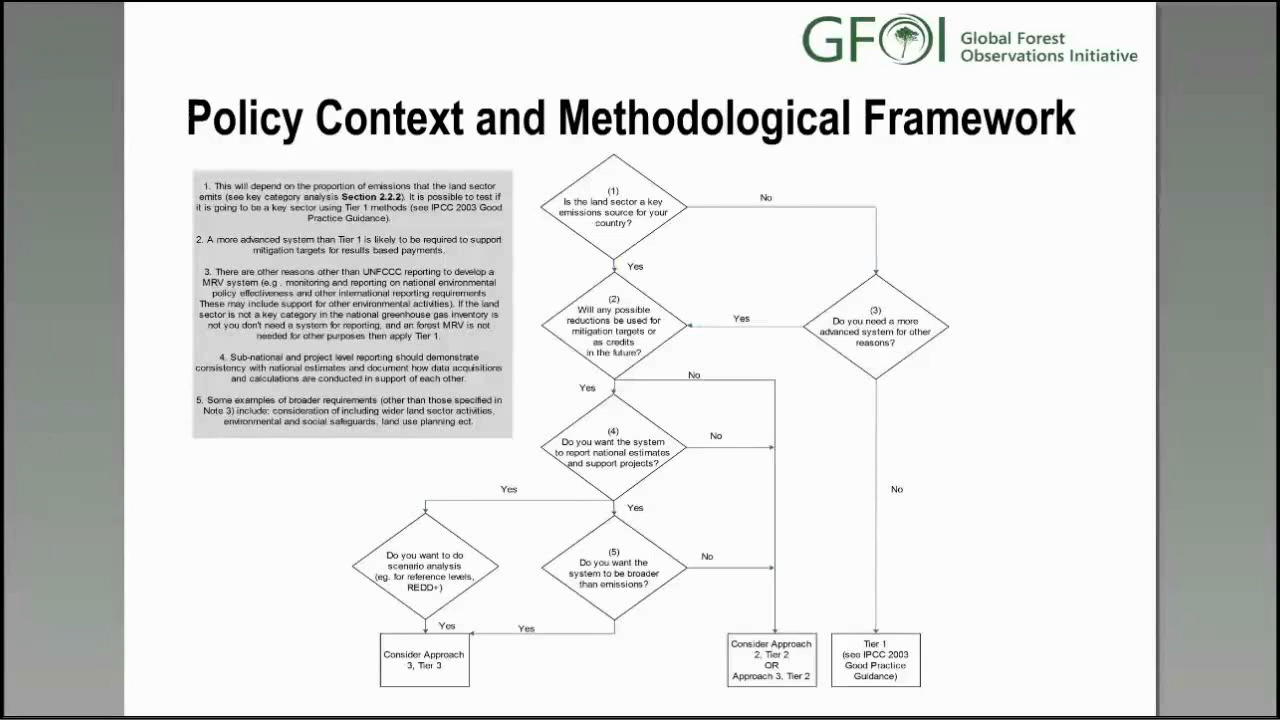 GFOI
Global Forest
Observations Initiative
Policy Context and Methodological Framework
1. This will depend on the proportion of emissions that the land sector
emits (see key category analysis Section 2.2.2). It is possible to test if
it is going to be a key sector using Tier 1 methods (see IPCC 2003 Good
Practice Guidance).
2. A more advanced system than Tier 1 is likely to be required to support
mitigation targets for results based payments.
3. There are other reasons other than UNFCCC reporting to develop a
MRV system (e.g . monitoring and reporting on national environmental
policy effectiveness and other international reporting requirements
These may include support for other environmental activities). If the land
sector is not a key category in the national greenhouse gas inventory is
not you don't need a system for reporting, and an forest MRV is not
needed for other purposes then apply Tier 1.
4. Sub-national and project level reporting should demonstrate
consistency with national estimates and document how data acquisitions
and calculations are conducted in support of each other.
5. Some examples of broader requirements (other than those specified in
Note 3) include: consideration of including wider land sector activities,
environmental and social safeguards, land use planning ect.
(1)
Is the land sector a key
emissions source for your
country?
No
Yes
(2)
Will any possible
reductions be used for
mitigation targets or
as credits
in the future?
Yes
(3)
Do you need a more
advanced system for other
reasons?
No
Yes
(4)
Do you want the system
to report national estimates
and support projects?
No
No
Yes
Yes
Do you want to do
scenario analysis
(eg. for reference levels,
REDD+)
(5)
Do you want the
system to be broader
than emissions?
No
Yes
Yes
Consider Approach
3, Tier 3
Consider Approach
2, Tier 2
OR
Approach 3, Tier 2
Tier 1
(see IPCC 2003
Good Practice
Guidance)